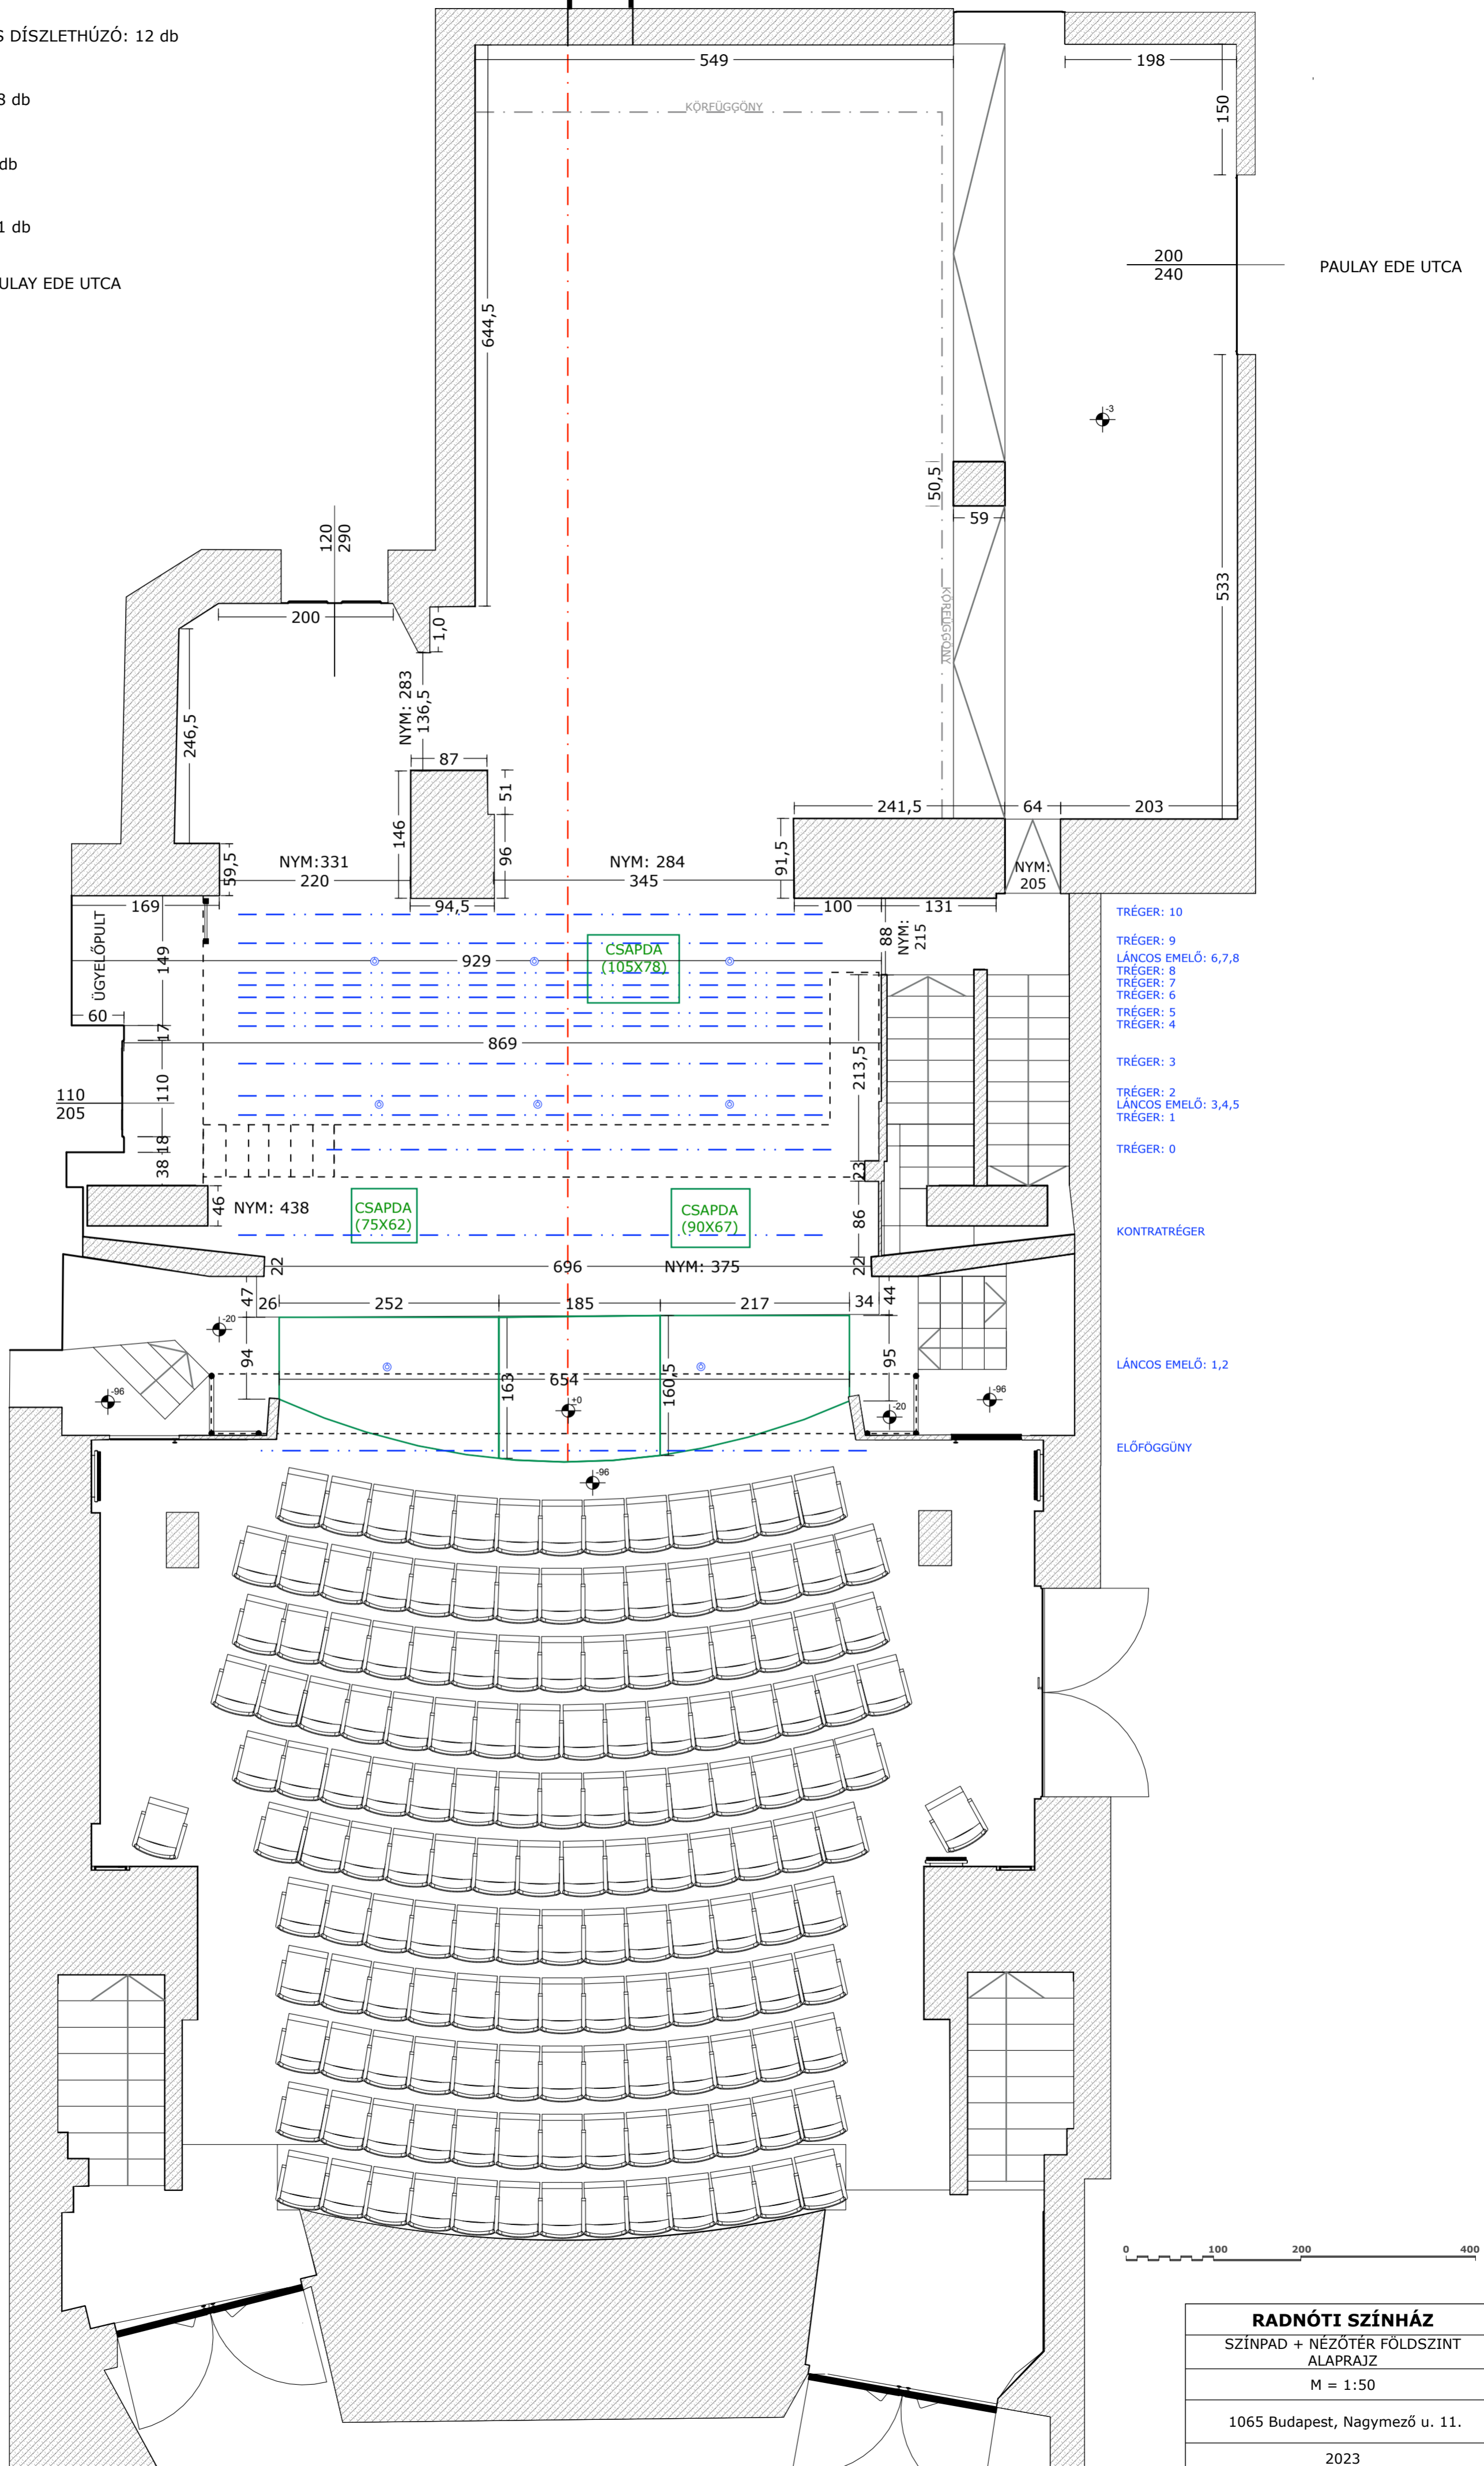 S DÍSZLETHÚZÓ: 12 db
8 db
db
1 db
ULAY EDE UTCA
549
198
KÖRFÜGGÖNY
150
200
240
PAULAY EDE UTCA
644,5
-3
50,5
59
120
290
KÖRFÜGGÖNY
533
200
1,0
NYM: 283
136,5
246,5
87
51
146
96
241,5
64
203
59,5
NYM:331
220
NYM: 284
345
91,5
NYM:
205
169
94,5
100
131
TRÉGER: 10
ÜGYELŐPULT
149
88
NYM:
215
TRÉGER: 9
CSAPDA
(105X78)
929
LÁNCOS EMELŐ: 6,7,8
TRÉGER: 8
TRÉGER: 7
TRÉGER: 6
60
TRÉGER: 5
TRÉGER: 4
17
869
213,5
TRÉGER: 3
110
205
110
TRÉGER: 2
LÁNCOS EMELŐ: 3,4,5
TRÉGER: 1
18
TRÉGER: 0
38
23
46
NYM: 438
CSAPDA
(75X62)
CSAPDA
(90X67)
86
KONTRATRÉGER
22
696
NYM: 375
22
47
26
252
185
217
34
44
-20
94
163
654
160,5
95
LÁNCOS EMELŐ: 1,2
-96
±0
-20
-96
ELŐFÖGGÜNY
-96
0
100
200
400
RADNÓTI SZÍNHÁZ
SZÍNPAD + NÉZŐTÉR FÖLDSZINT
ALAPRAJZ
M = 1:50
1065 Budapest, Nagymező u. 11.
2023